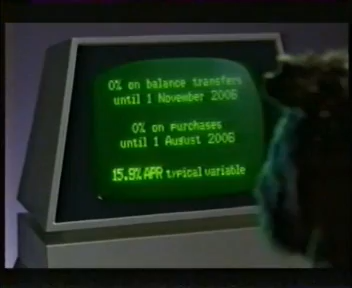 0% on balance transfers
until 1 November 2006
0% on purchases
until 1 August 2006
15.9% APR typical variable